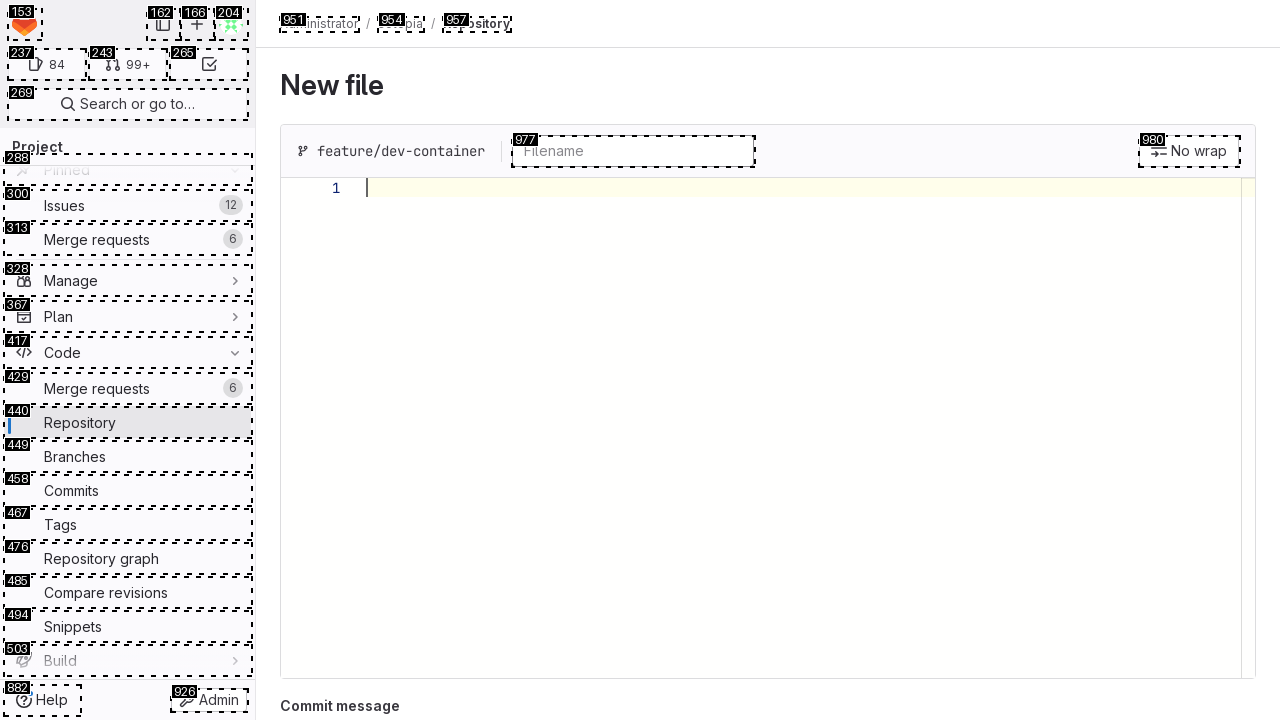 153
162
166
204
237
84
243
99+
265
269
Search or go to...
Project
288
Pinned
300
Issues
12
313
Merge requests
6
328
Manage
367
Plan
417
Code
429
Merge requests
6
440
Repository
449
Branches
458
Commits
467
Tags
476
Repository graph
485
Compare revisions
494
Snippets
503
Build
882
Help
926
Admin
951
ministrator
/
954
/
957
pository
New file
feature/dev-container
977
Filename
980
No wrap
1
Commit message